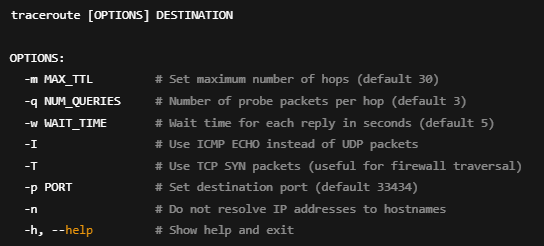 traceroute [OPTIONS] DESTINATION

OPTIONS:
  -m MAX_TTL         # Set maximum number of hops (default 30)
  -q NUM_QUERIES     # Number of probe packets per hop (default 3)
  -w WAIT_TIME       # Wait time for each reply in seconds (default 5)
  -I                 # Use ICMP ECHO instead of UDP packets
  -T                 # Use TCP SYN packets (useful for firewall traversal)
  -p PORT            # Set destination port (default 33434)
  -n                 # Do not resolve IP addresses to hostnames
  -h, --help         # Show help and exit